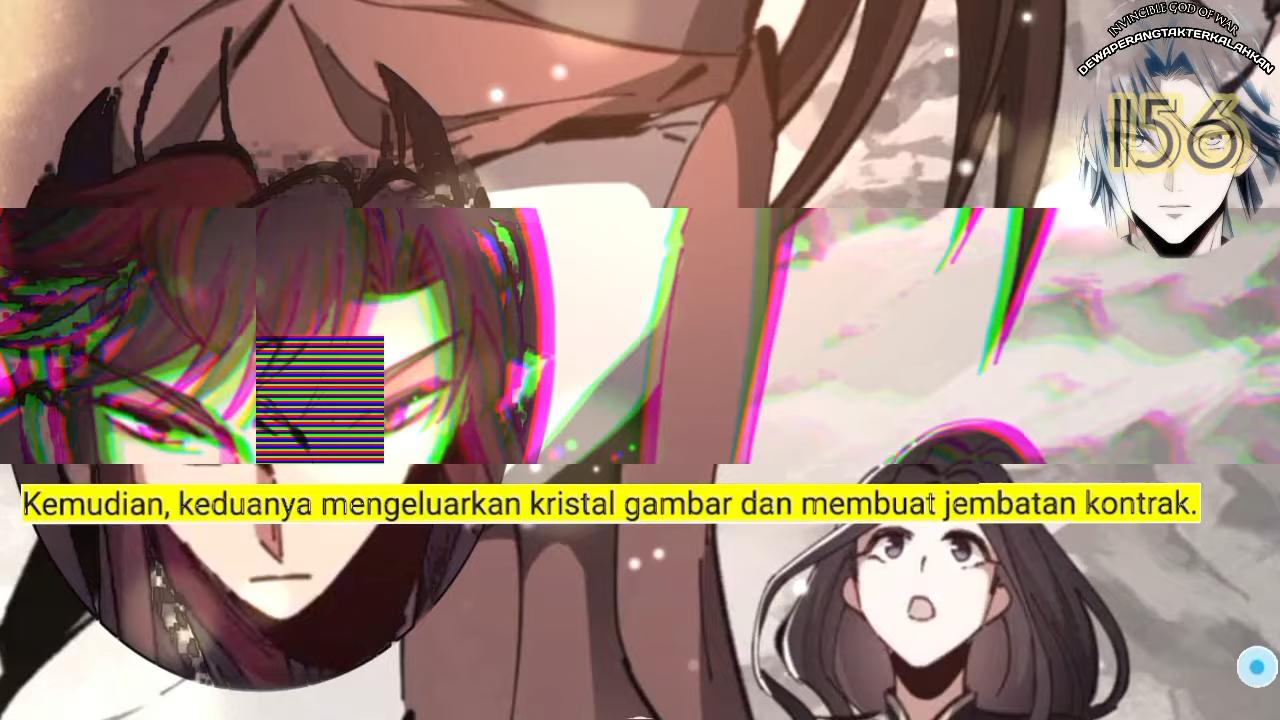 INVINCIBLE GOD OF WAR
DEWAPERANGTAKTERKALAHKAN
156
Kemudian, keduanya mengeluarkan kristal gambar dan membuat jembatan kontrak.